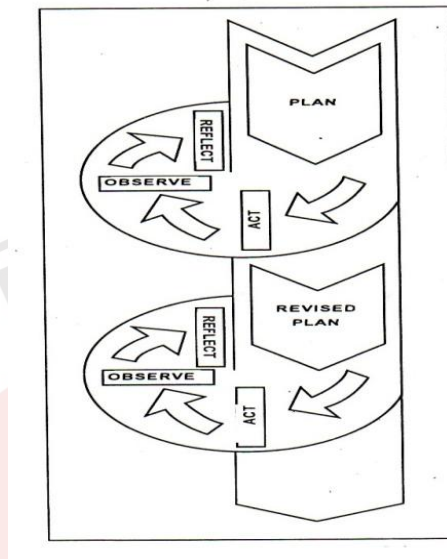 PLAN
REFLECT
OBSERVE
ACT
REVISED
PLAN
REFLECT
OBSERVE
ACT